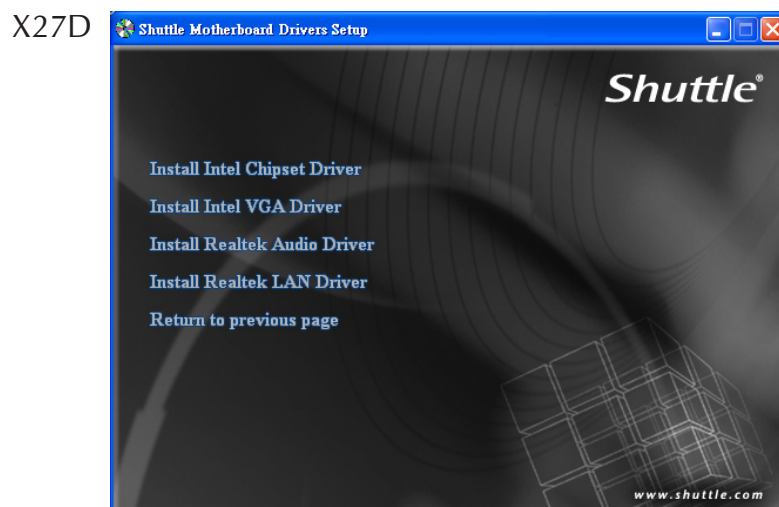 X27D
Shuttle Motherboard Drivers Setup
Shuttle®
Install Intel Chipset Driver
Install Intel VGA Driver
Install Realtek Audio Driver
Install Realtek LAN Driver
Return to previous page
www.shuttle.com